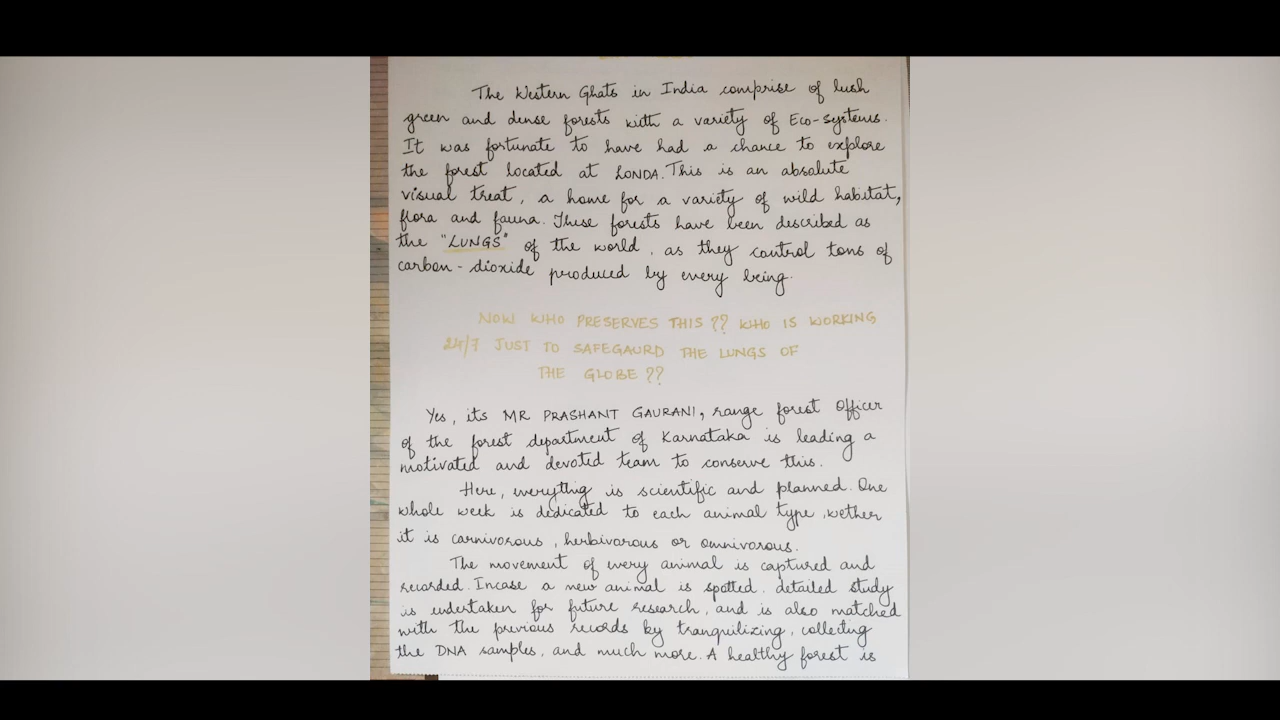 The Western Ghats in India comprise of lush
green and dense forests with a variety of Eco-systems.
It was fortunate to have had a chance to explore
the forest located at LONDA. This is an absolute
visual treat, a home for a variety of wild habitat,
flora and fauna. These forests have been described as
the "LUNGS" of the world, as they control tons of
carbon-dioxide produced by every being.
NOW WHO PRESERVES THIS ?? WHO IS WORKING
24/7 JUST TO SAFEGAURD THE LUNGS OF
THE GLOBE ??
Yes, its MR PRASHANT GAURANI, range forest Officer
of the forest department of Karnataka is leading a
motivated and devoted team to conserve this.
Here, everything is scientific and planned. One
whole week is dedicated to each animal type, wether
it is carnivorous, herbivorous or omnivorous.
The movement of every animal is captured and
recorded. Incase a new animal is spotted. detailed study
is undertaken for future research, and is also matched
with the previous records by tranquilizing, collecting
the DNA samples, and much more. A healthy forest is